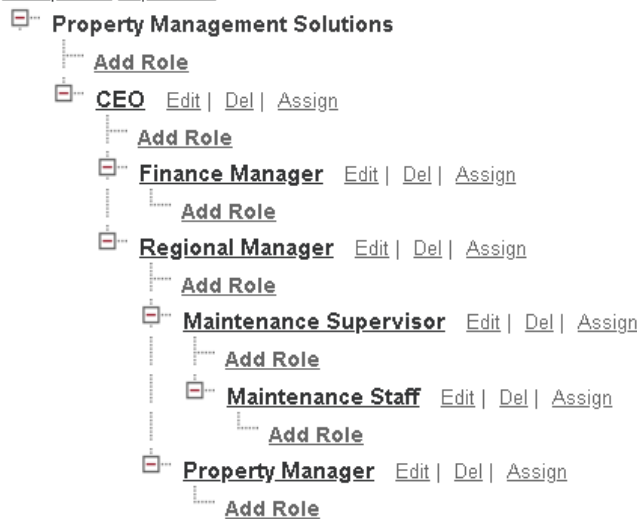 Property Management Solutions
Add Role
CEO Edit | Del | Assign
Add Role
Finance Manager Edit | Del | Assign
Add Role
Regional Manager Edit | Del | Assign
Add Role
Maintenance Supervisor Edit | Del | Assign
Add Role
Maintenance Staff Edit | Del | Assign
Add Role
Property Manager Edit | Del | Assign
Add Role